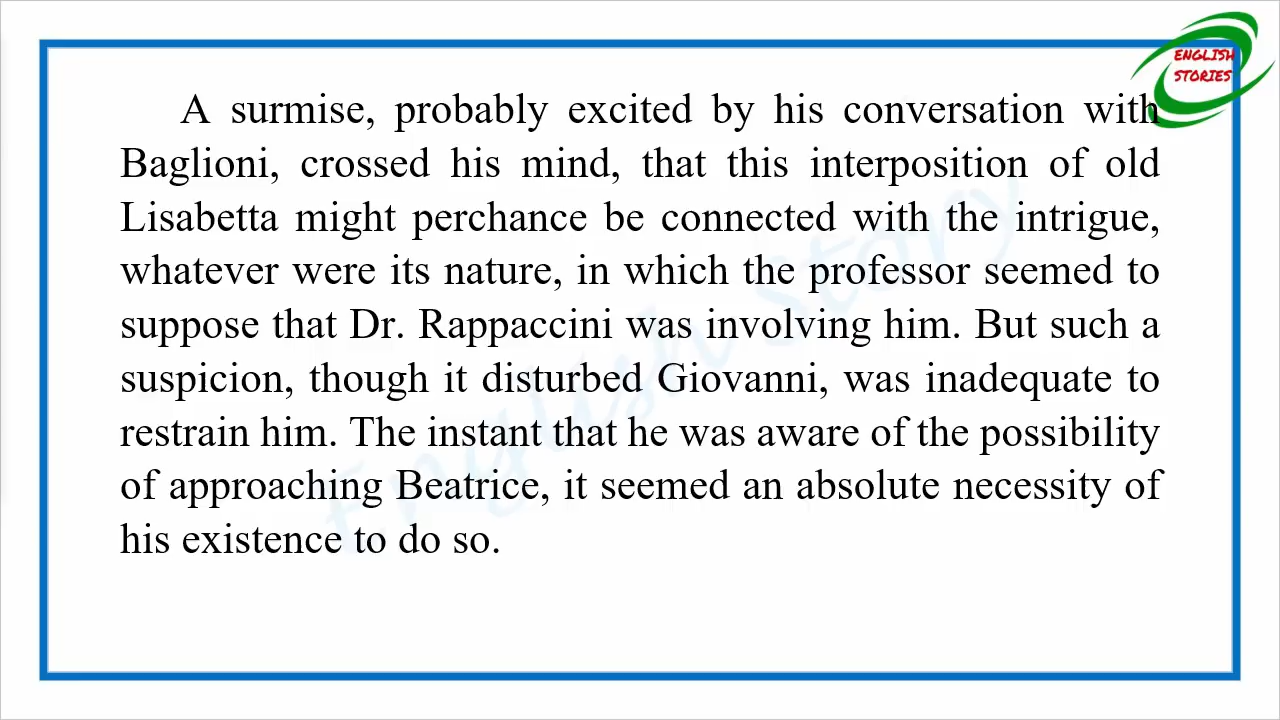 ENGLISH
STORIES
A surmise, probably excited by his conversation with
Baglioni, crossed his mind, that this interposition of old
Lisabetta might perchance be connected with the intrigue,
whatever were its nature, in which the professor seemed to
suppose that Dr. Rappaccini was involving him. But such a
suspicion, though it disturbed Giovanni, was inadequate to
restrain him. The instant that he was aware of the possibility
of approaching Beatrice, it seemed an absolute necessity of
his existence to do so.
English Story